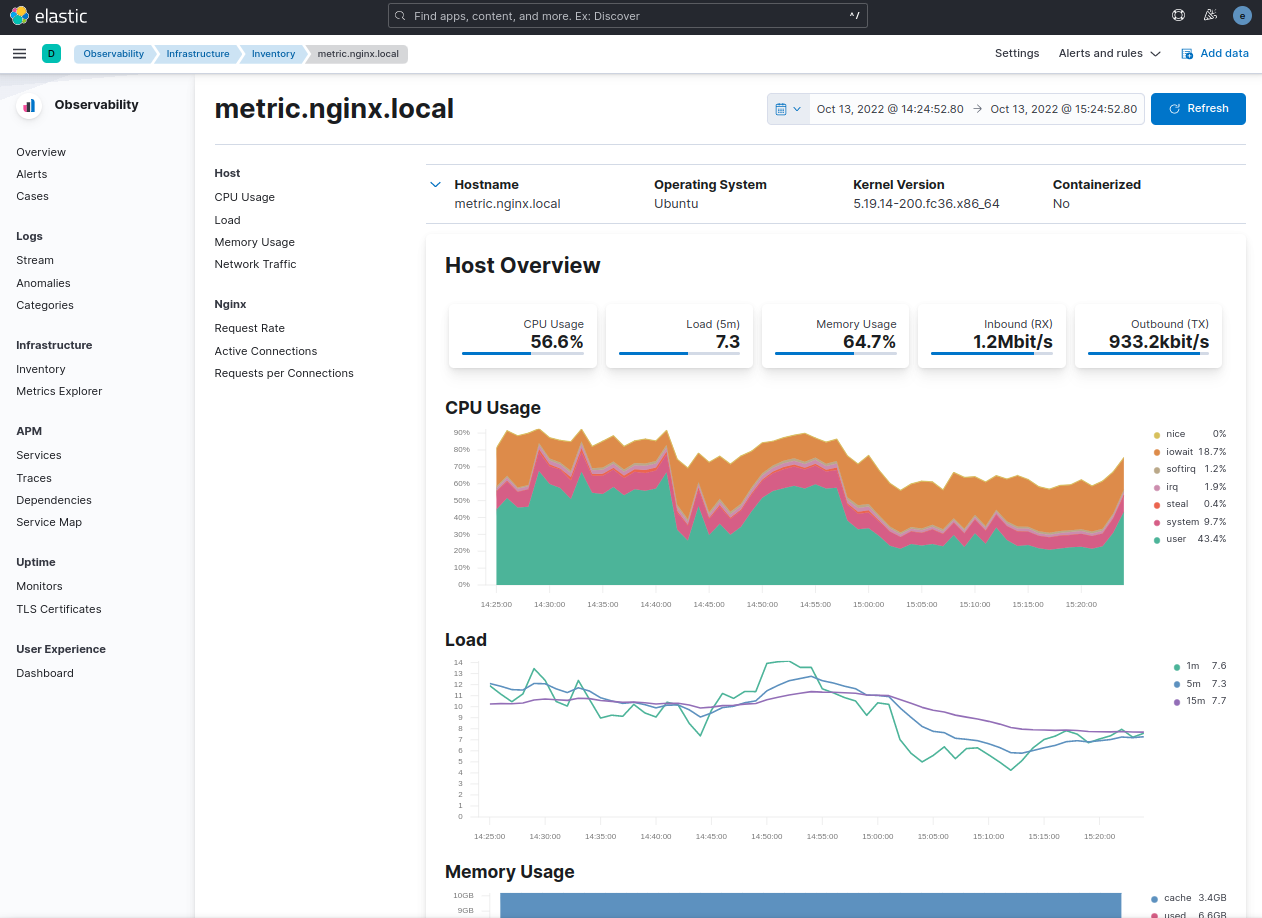 elastic
Find apps, content, and more. Ex: Discover
^/
e
D
Observability
Infrastructure
Inventory
metric.nginx.local
Settings
Alerts and rules
Add data
Observability
Overview
Alerts
Cases
Logs
Stream
Anomalies
Categories
Infrastructure
Inventory
Metrics Explorer
APM
Services
Traces
Dependencies
Service Map
Uptime
Monitors
TLS Certificates
User Experience
Dashboard
metric.nginx.local
Oct 13, 2022 @ 14:24:52.80 → Oct 13, 2022 @ 15:24:52.80
Refresh
Host
CPU Usage
Load
Memory Usage
Network Traffic
Nginx
Request Rate
Active Connections
Requests per Connections
Hostname
metric.nginx.local
Operating System
Ubuntu
Kernel Version
5.19.14-200.fc36.x86_64
Containerized
No
Host Overview
CPU Usage
56.6%
Load (5m)
7.3
Memory Usage
64.7%
Inbound (RX)
1.2Mbit/s
Outbound (TX)
933.2kbit/s
CPU Usage
90%
80%
70%
60%
50%
40%
30%
20%
10%
0%
14:25:00 14:30:00 14:35:00 14:40:00 14:45:00 14:50:00 14:55:00 15:00:00 15:05:00 15:10:00 15:15:00 15:20:00
nice 0%
iowait 18.7%
softirq 1.2%
irq 1.9%
steal 0.4%
system 9.7%
user 43.4%
Load
14
13
12
11
10
9
8
7
6
5
4
3
2
1
0
14:25:00 14:30:00 14:35:00 14:40:00 14:45:00 14:50:00 14:55:00 15:00:00 15:05:00 15:10:00 15:15:00 15:20:00
1m 7.6
5m 7.3
15m 7.7
Memory Usage
10GB
9GB
cache 3.4GB
used 6.6GB